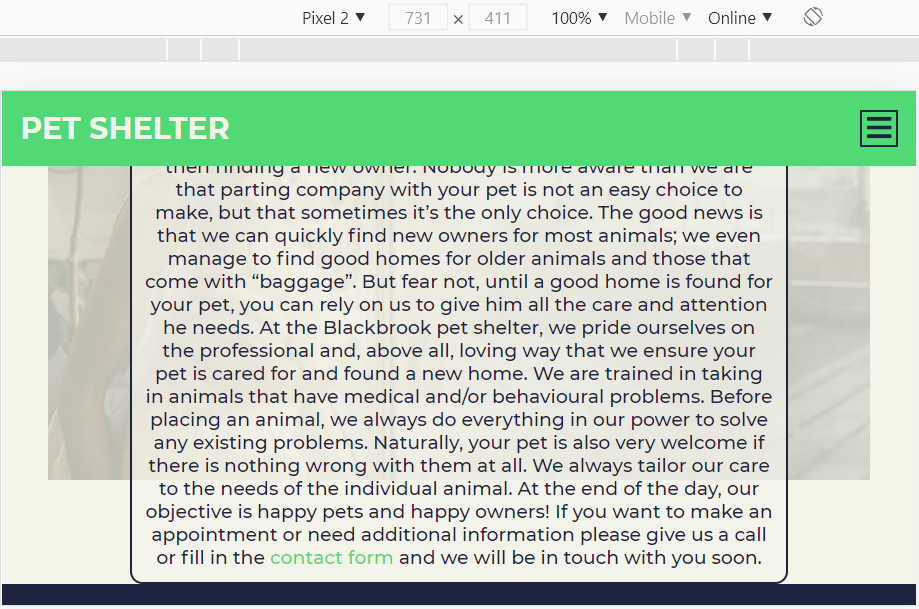 Pixel 2 731 × 411 100% Mobile Online
PET SHELTER
then finding a new owner. Nobody is more aware than we are
that parting company with your pet is not an easy choice to
make, but that sometimes it’s the only choice. The good news is
that we can quickly find new owners for most animals; we even
manage to find good homes for older animals and those that
come with “baggage”. But fear not, until a good home is found for
your pet, you can rely on us to give him all the care and attention
he needs. At the Blackbrook pet shelter, we pride ourselves on
the professional and, above all, loving way that we ensure your
pet is cared for and found a new home. We are trained in taking
in animals that have medical and/or behavioural problems. Before
placing an animal, we always do everything in our power to solve
any existing problems. Naturally, your pet is also very welcome if
there is nothing wrong with them at all. We always tailor our care
to the needs of the individual animal. At the end of the day, our
objective is happy pets and happy owners! If you want to make an
appointment or need additional information please give us a call
or fill in the contact form and we will be in touch with you soon.